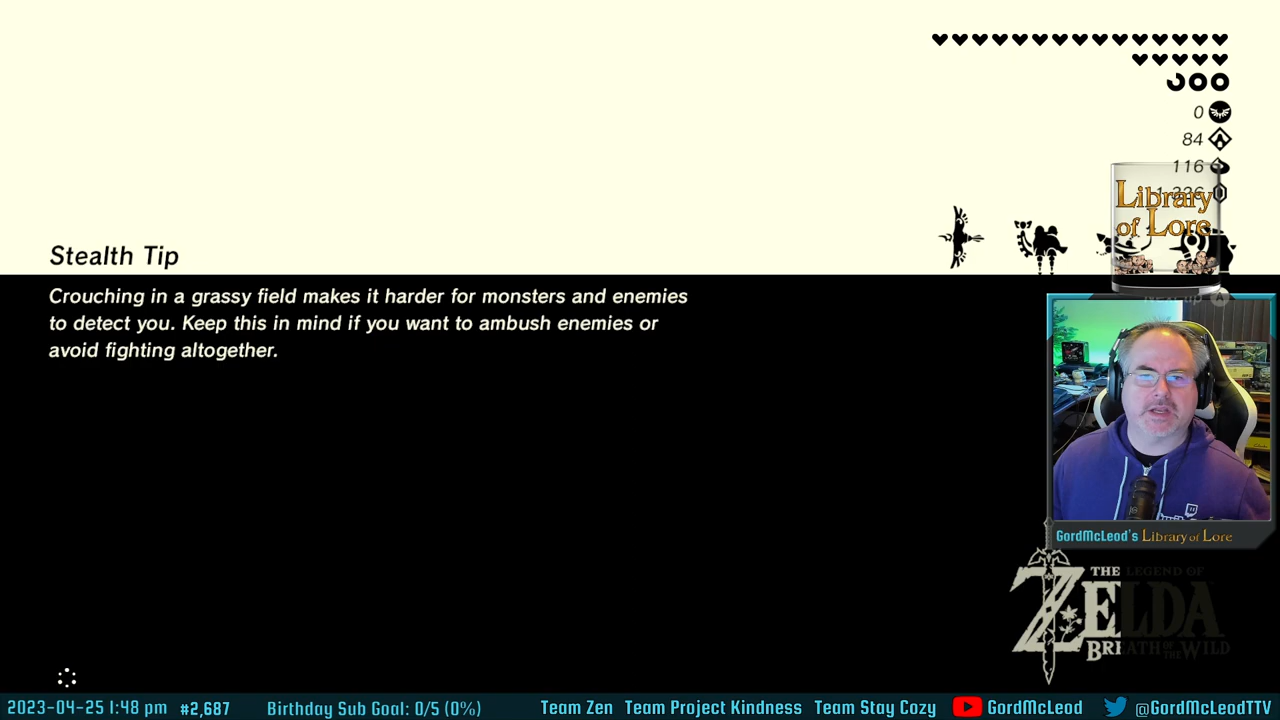 0
84
116
Library
of Lore
Stealth Tip
Crouching in a grassy field makes it harder for monsters and enemies
to detect you. Keep this in mind if you want to ambush enemies or
avoid fighting altogether.
GordMcLeod's Library of Lore
THE LEGEND OF
ZELDA
BREATH OF THE WILD
2023-04-25 1:48 pm #2,687 Birthday Sub Goal: 0/5 (0%) Team Zen Team Project Kindness Team Stay Cozy GordMcLeod @GordMcLeodTTV